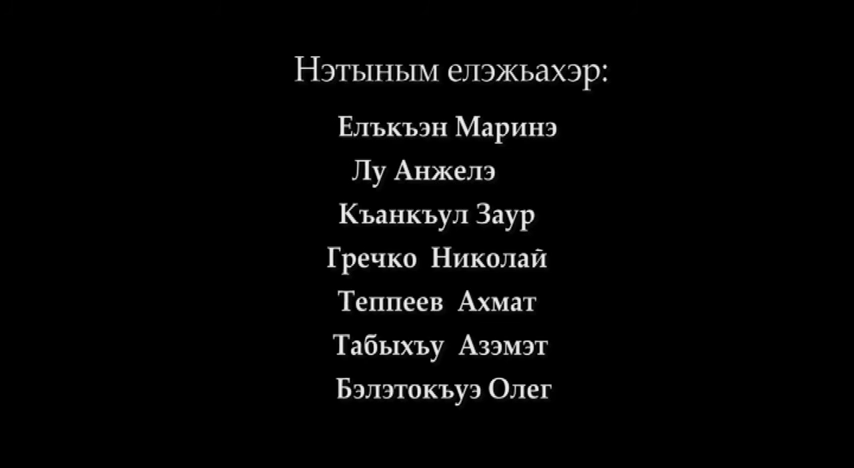 Нэтыным елэжьахэр:
Елъкъэн Маринэ
Лу Анжелэ
Къанкъул Заур
Гречко Николай
Теппеев Ахмат
Табыхъу Азэмэт
Бэлэтокъуэ Олег